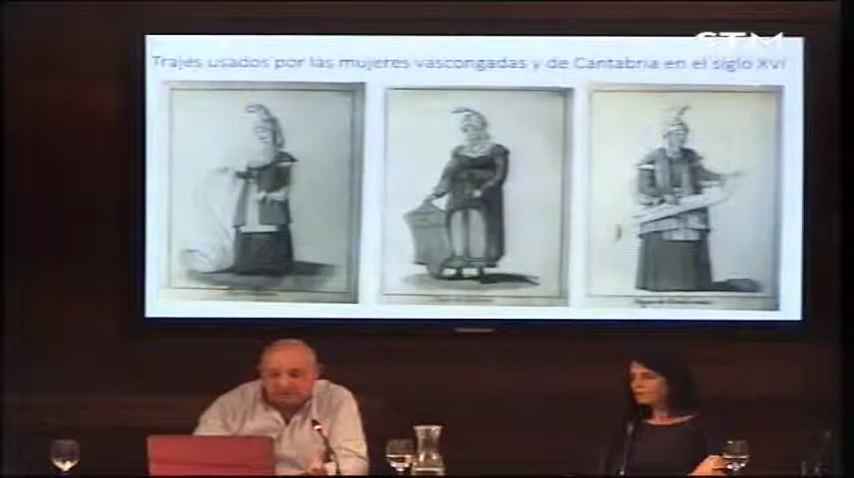 CTM
Trajes usados por las mujeres vascongadas y de Cantabria en el siglo XVI